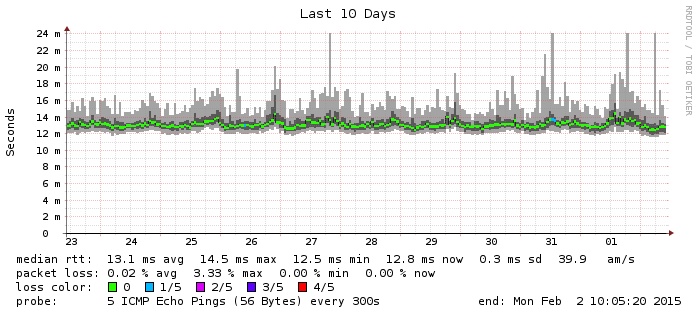 Last 10 Days
RRDTOOL / TOBI OETIKER
Seconds
24 m
22 m
20 m
18 m
16 m
14 m
12 m
10 m
8 m
6 m
4 m
2 m
0
23 24 25 26 27 28 29 30 31 01
median rtt: 13.1 ms avg 14.5 ms max 12.5 ms min 12.8 ms now 0.3 ms sd 39.9 am/s
packet loss: 0.02 % avg 3.33 % max 0.00 % min 0.00 % now
loss color: 0 1/5 2/5 3/5 4/5
probe: 5 ICMP Echo Pings (56 Bytes) every 300s end: Mon Feb 2 10:05:20 2015